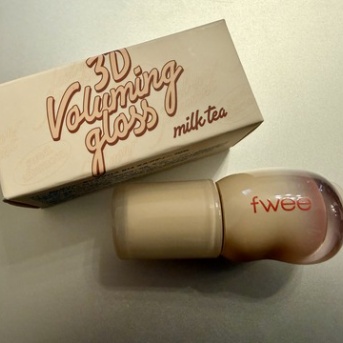 3D
Voluming
gloss
milk tea
fwee